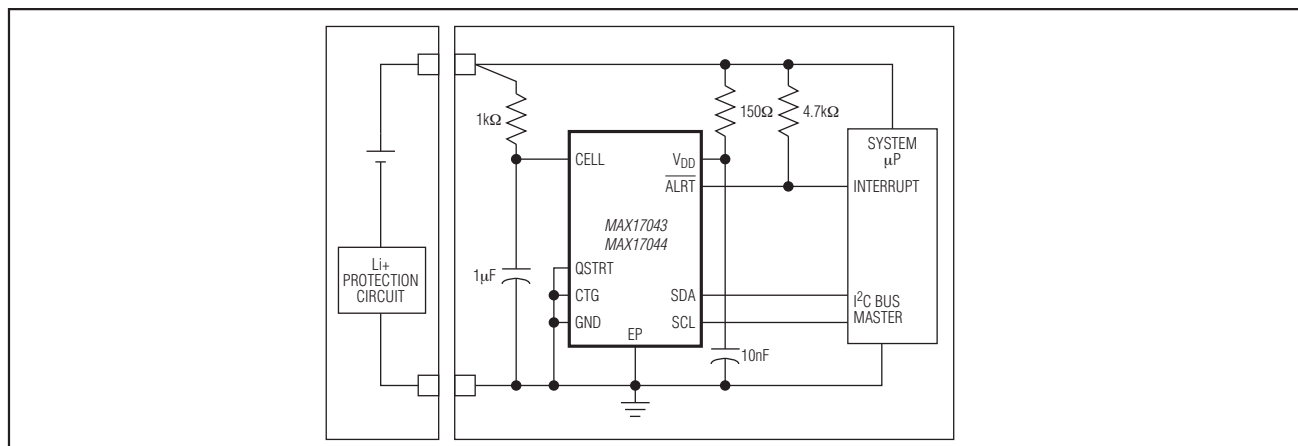 1kΩ
150Ω
4.7kΩ
CELL
VDD
ALRT
SYSTEM
μP
INTERRUPT
MAX17043
MAX17044
Li+
PROTECTION
CIRCUIT
1μF
QSTRT
CTG
GND
EP
SDA
SCL
I²C BUS
MASTER
10nF